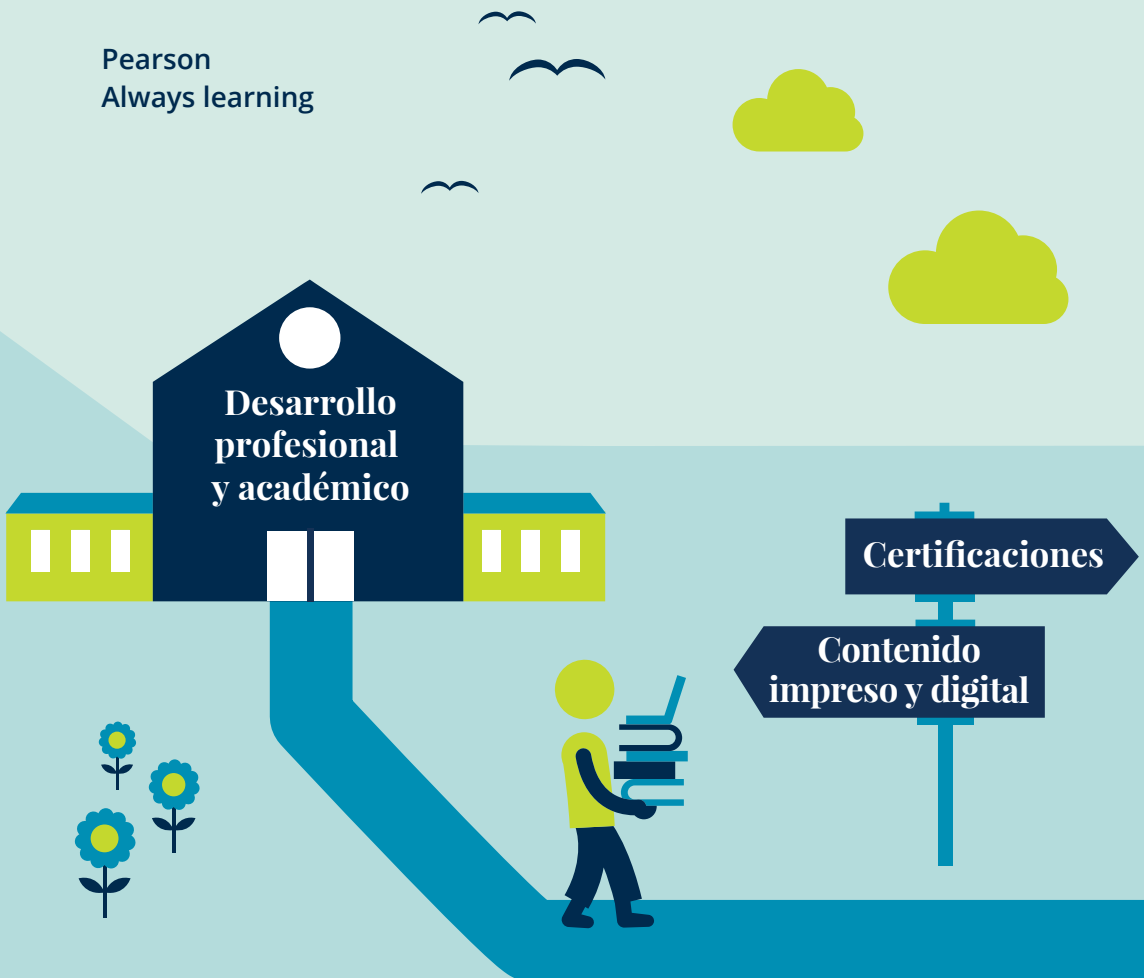 Pearson
Always learning
Desarrollo
profesional
y académico
Certificaciones
Contenido
impreso y digital